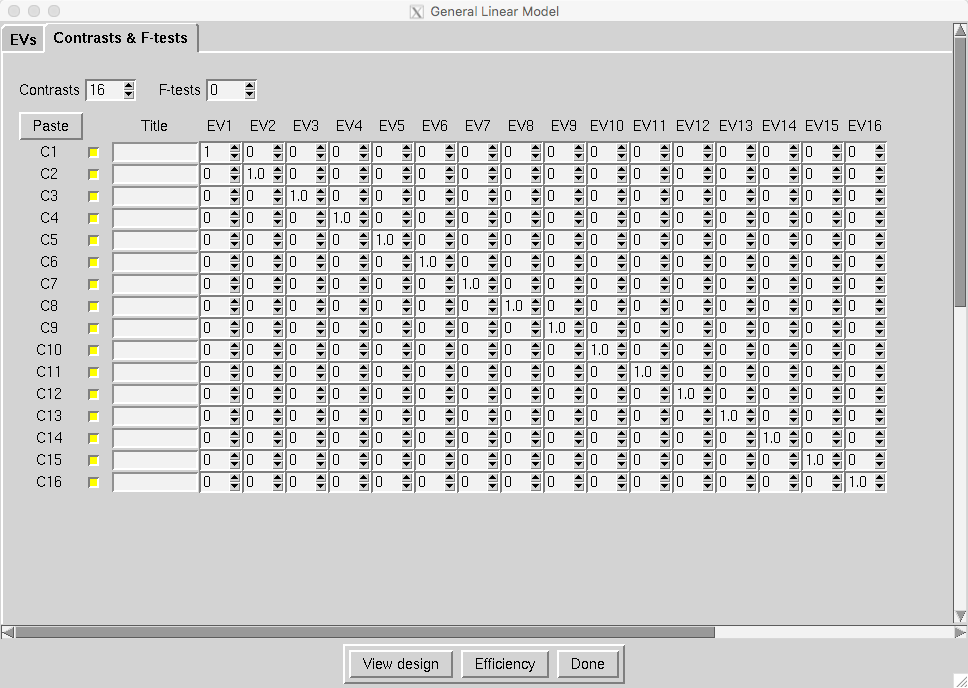 General Linear Model
EVs Contrasts & F-tests
Contrasts 16 F-tests 0
Paste Title EV1 EV2 EV3 EV4 EV5 EV6 EV7 EV8 EV9 EV10 EV11 EV12 EV13 EV14 EV15 EV16
C1 1 0 0 0 0 0 0 0 0 0 0 0 0 0 0 0
C2 0 1.0 0 0 0 0 0 0 0 0 0 0 0 0 0 0
C3 0 0 1.0 0 0 0 0 0 0 0 0 0 0 0 0 0
C4 0 0 0 1.0 0 0 0 0 0 0 0 0 0 0 0 0
C5 0 0 0 0 1.0 0 0 0 0 0 0 0 0 0 0 0
C6 0 0 0 0 0 1.0 0 0 0 0 0 0 0 0 0 0
C7 0 0 0 0 0 0 1.0 0 0 0 0 0 0 0 0 0
C8 0 0 0 0 0 0 0 1.0 0 0 0 0 0 0 0 0
C9 0 0 0 0 0 0 0 0 1.0 0 0 0 0 0 0 0
C10 0 0 0 0 0 0 0 0 0 1.0 0 0 0 0 0 0
C11 0 0 0 0 0 0 0 0 0 0 1.0 0 0 0 0 0
C12 0 0 0 0 0 0 0 0 0 0 0 1.0 0 0 0 0
C13 0 0 0 0 0 0 0 0 0 0 0 0 1.0 0 0 0
C14 0 0 0 0 0 0 0 0 0 0 0 0 0 1.0 0 0
C15 0 0 0 0 0 0 0 0 0 0 0 0 0 0 1.0 0
C16 0 0 0 0 0 0 0 0 0 0 0 0 0 0 0 1.0
View design Efficiency Done